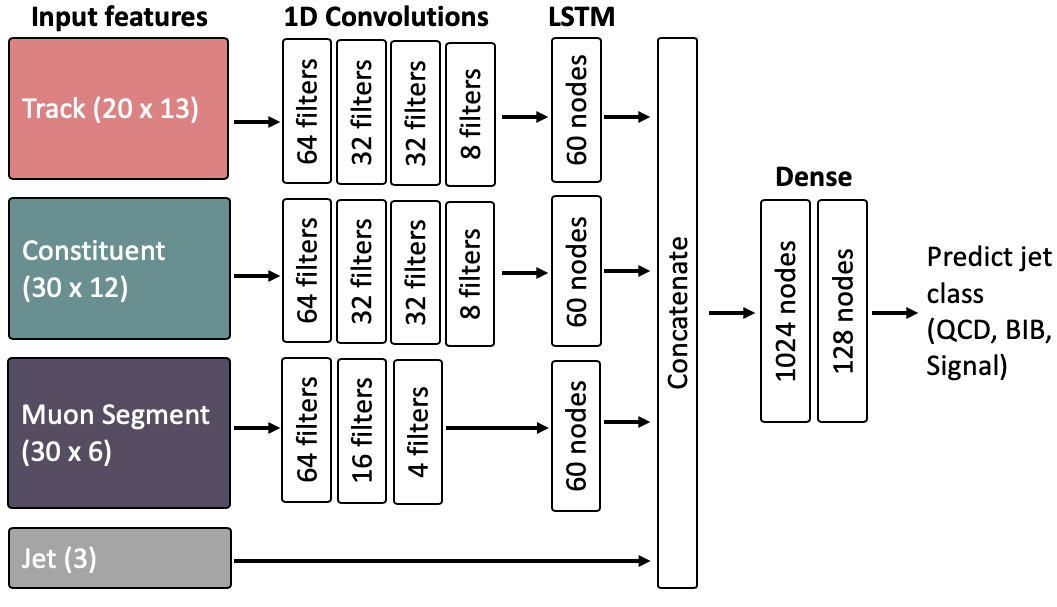 Input features
1D Convolutions
LSTM
Track (20 x 13)
64 filters
32 filters
32 filters
8 filters
60 nodes
Constituent
(30 x 12)
64 filters
32 filters
32 filters
8 filters
60 nodes
Muon Segment
(30 x 6)
64 filters
16 filters
4 filters
60 nodes
Jet (3)
Concatenate
Dense
1024 nodes
128 nodes
Predict jet
class
(QCD, BIB,
Signal)